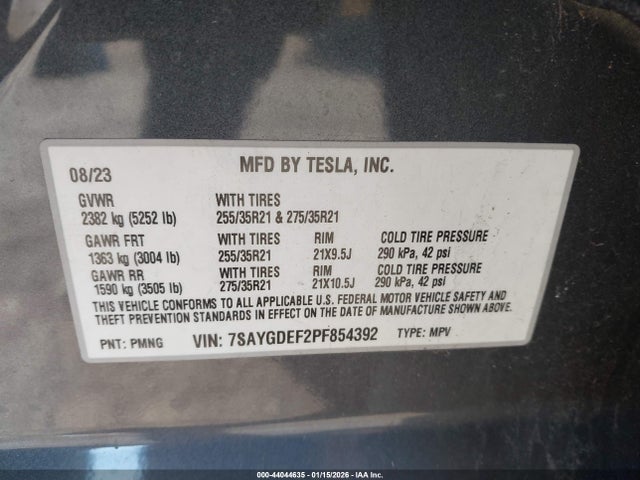 08/23 MFD BY TESLA, INC.
GVWR WITH TIRES
2382 kg (5252 lb) 255/35R21 & 275/35R21
GAWR FRT WITH TIRES RIM COLD TIRE PRESSURE
1363 kg (3004 lb) 255/35R21 21X9.5J 290 kPa, 42 psi
GAWR RR WITH TIRES RIM COLD TIRE PRESSURE
1590 kg (3505 lb) 275/35R21 21X10.5J 290 kPa, 42 psi
THIS VEHICLE CONFORMS TO ALL APPLICABLE U.S. FEDERAL MOTOR VEHICLE SAFETY AND
THEFT PREVENTION STANDARDS IN EFFECT ON THE DATE OF MANUFACTURE SHOWN ABOVE.
PNT: PMNG VIN: 7SAYGDEF2PF854392 TYPE: MPV
000-44044635 - 01/15/2026 - IAA Inc.